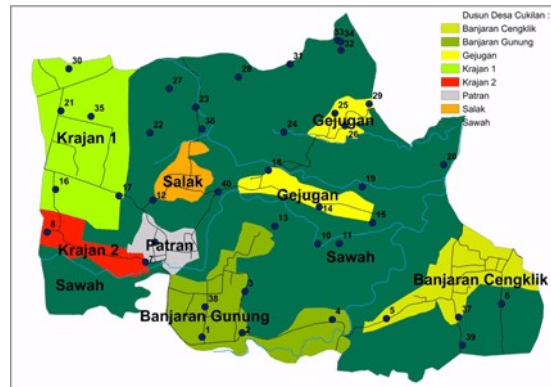 Dusun Desa Cukilan :
Banjaran Cengklik
Banjaran Gunung
Gejugan
Krajan 1
Krajan 2
Patran
Salak
Sawah
33 34
32
31
30
28
27
29
23
25
21
35
Gejugan
Krajan 1
22
36
24
26
20
18
Salak
19
16
17
12
40
Gejugan
14
15
8
13
Krajan 2
Patran
10 11
Sawah
7
Banjaran Cengklik
Sawah
3
38
6
Banjaran Gunung
4
5
37
1
2
39